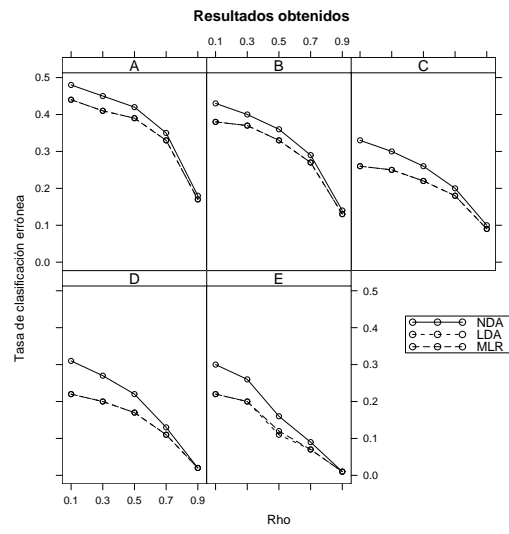 Resultados obtenidos
0.1 0.3 0.5 0.7 0.9
A B C
0.5
0.4
0.3
0.2
0.1
0.0
Tasa de clasificación errónea
D E
0.5
0.4
0.3
0.2
0.1
0.0
NDA
LDA
MLR
0.1 0.3 0.5 0.7 0.9
Rho